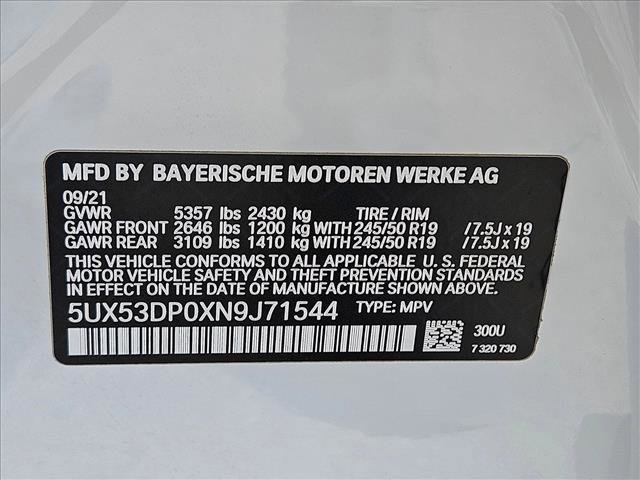 MFD BY BAYERISCHE MOTOREN WERKE AG
09/21
GVWR 5357 lbs 2430 kg TIRE / RIM
GAWR FRONT 2646 lbs 1200 kg WITH 245/50 R19 / 7.5J x 19
GAWR REAR 3109 lbs 1410 kg WITH 245/50 R19 / 7.5J x 19
THIS VEHICLE CONFORMS TO ALL APPLICABLE U. S. FEDERAL
MOTOR VEHICLE SAFETY AND THEFT PREVENTION STANDARDS
IN EFFECT ON THE DATE OF MANUFACTURE SHOWN ABOVE.
5UX53DP0XN9J71544 TYPE: MPV
300U
7 320 730